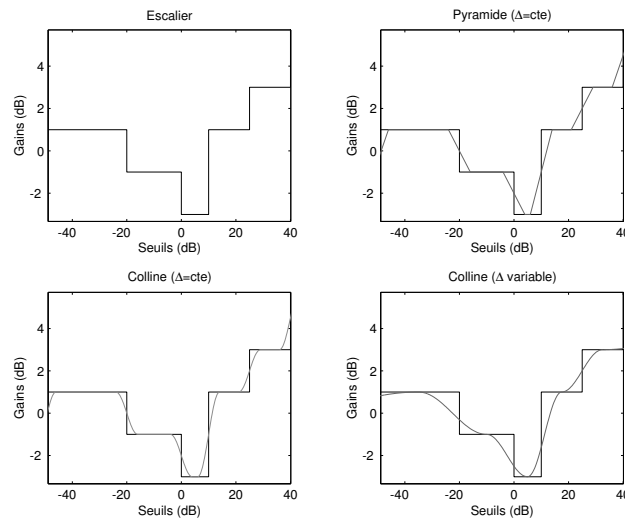 Escalier
4
2
0
-2
Gains (dB)
-40 -20 0 20 40
Seuils (dB)
Pyramide (Δ=cte)
4
2
0
-2
Gains (dB)
-40 -20 0 20 40
Seuils (dB)
Colline (Δ=cte)
4
2
0
-2
Gains (dB)
-40 -20 0 20 40
Seuils (dB)
Colline (Δ variable)
4
2
0
-2
Gains (dB)
-40 -20 0 20 40
Seuils (dB)